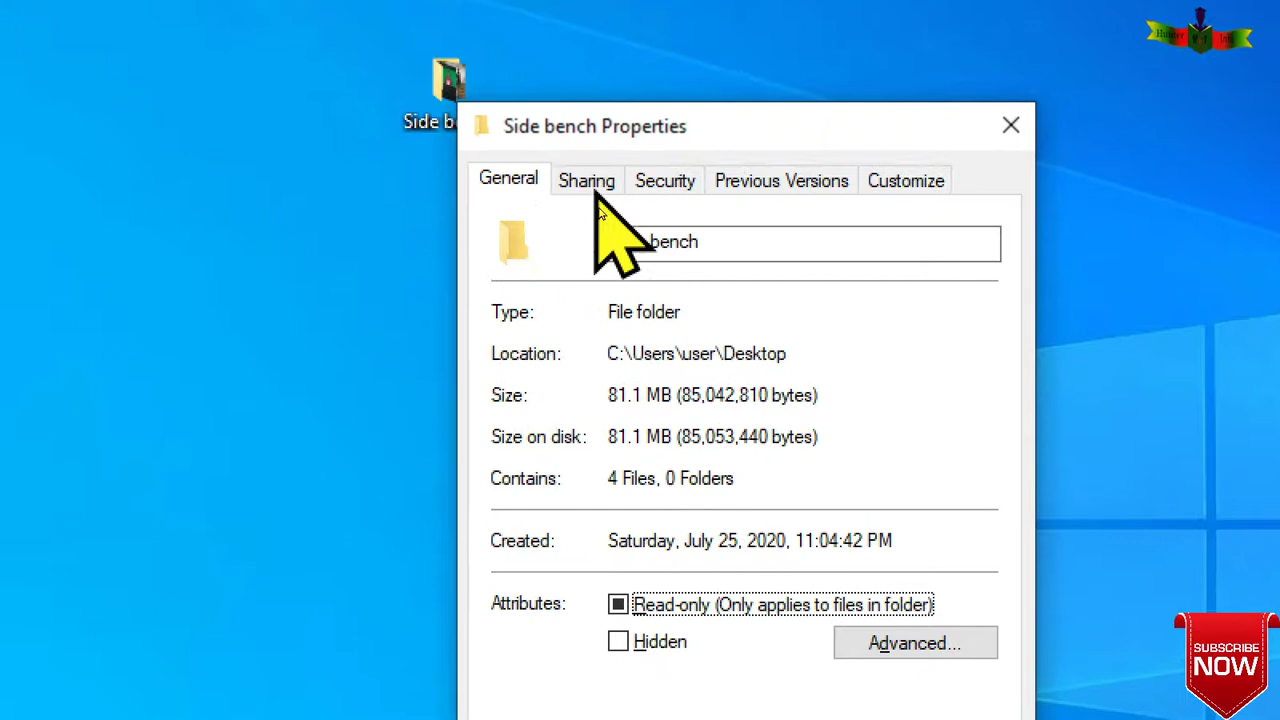 Side b
Side bench Properties
General
Sharing
Security
Previous Versions
Customize
bench
Type:
File folder
Location:
C:\Users\user\Desktop
Size:
81.1 MB (85,042,810 bytes)
Size on disk:
81.1 MB (85,053,440 bytes)
Contains:
4 Files, 0 Folders
Created:
Saturday, July 25, 2020, 11:04:42 PM
Attributes:
Read-only (Only applies to files in folder)
Hidden
Advanced...
SUBSCRIBE
NOW